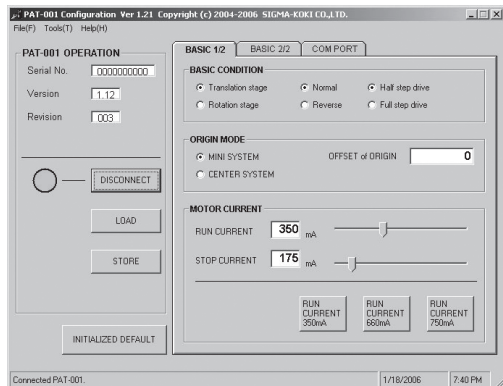 PAT-001 Configuration Ver 1.21 Copyright (c) 2004-2006 SIGMA-KOKI CO.,LTD.
File(F) Tools(T) Help(H)
PAT-001 OPERATION
Serial No. 0000000000
Version 1.12
Revision 003
DISCONNECT
LOAD
STORE
INITIALIZED DEFAULT
BASIC 1/2 BASIC 2/2 COM PORT
BASIC CONDITION
Translation stage Normal Half step drive
Rotation stage Reverse Full step drive
ORIGIN MODE
MINI SYSTEM OFFSET of ORIGIN 0
CENTER SYSTEM
MOTOR CURRENT
RUN CURRENT 350 mA
STOP CURRENT 175 mA
RUN CURRENT 350mA
RUN CURRENT 660mA
RUN CURRENT 750mA
Connected PAT-001. 1/18/2006 7:40 PM